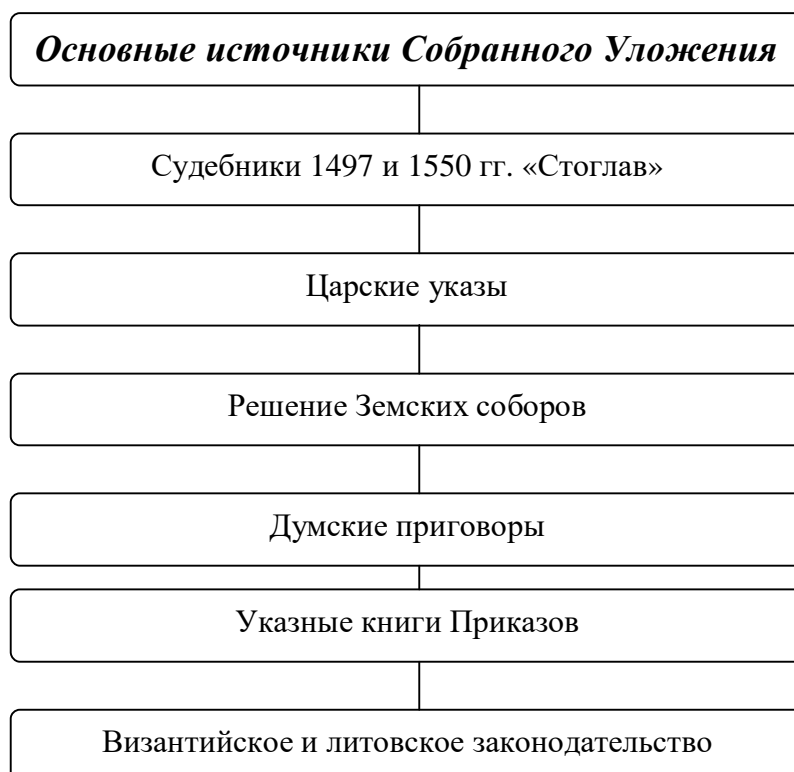 Основные источники Собранного Уложения
Судебники 1497 и 1550 гг. «Стоглав»
Царские указы
Решение Земских соборов
Думские приговоры
Указные книги Приказов
Византийское и литовское законодательство